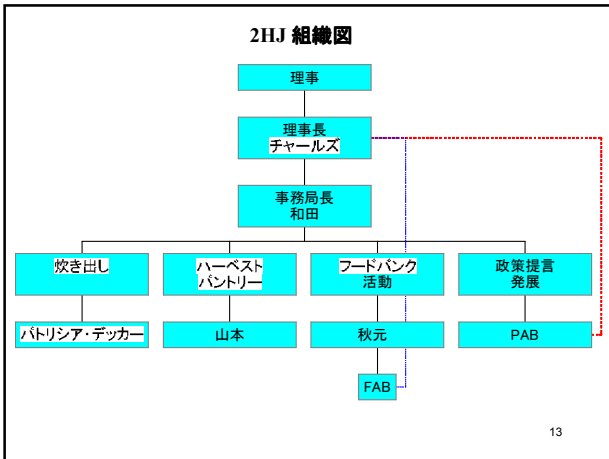 2HJ 組織図
理事
理事長
チャールズ
事務局長
和田
炊き出し
ハーベスト
パントリー
フードバンク
活動
政策提言
発展
パトリシア・デッカー
山本
秋元
PAB
FAB
13